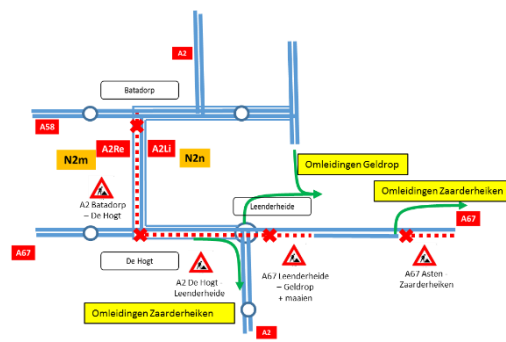 A2
Batadorp
A58
N2m
A2Re
A2Li
N2n
Omleidingen Geldrop
Omleidingen Zaarderheiken
A2 Batadorp
– De Hogt
Leenderheide
A67
A67
De Hogt
A2 De Hogt -
Leenderheide
A67 Leenderheide
– Geldrop
+ maaien
A67 Asten -
Zaarderheiken
Omleidingen Zaarderheiken
A2